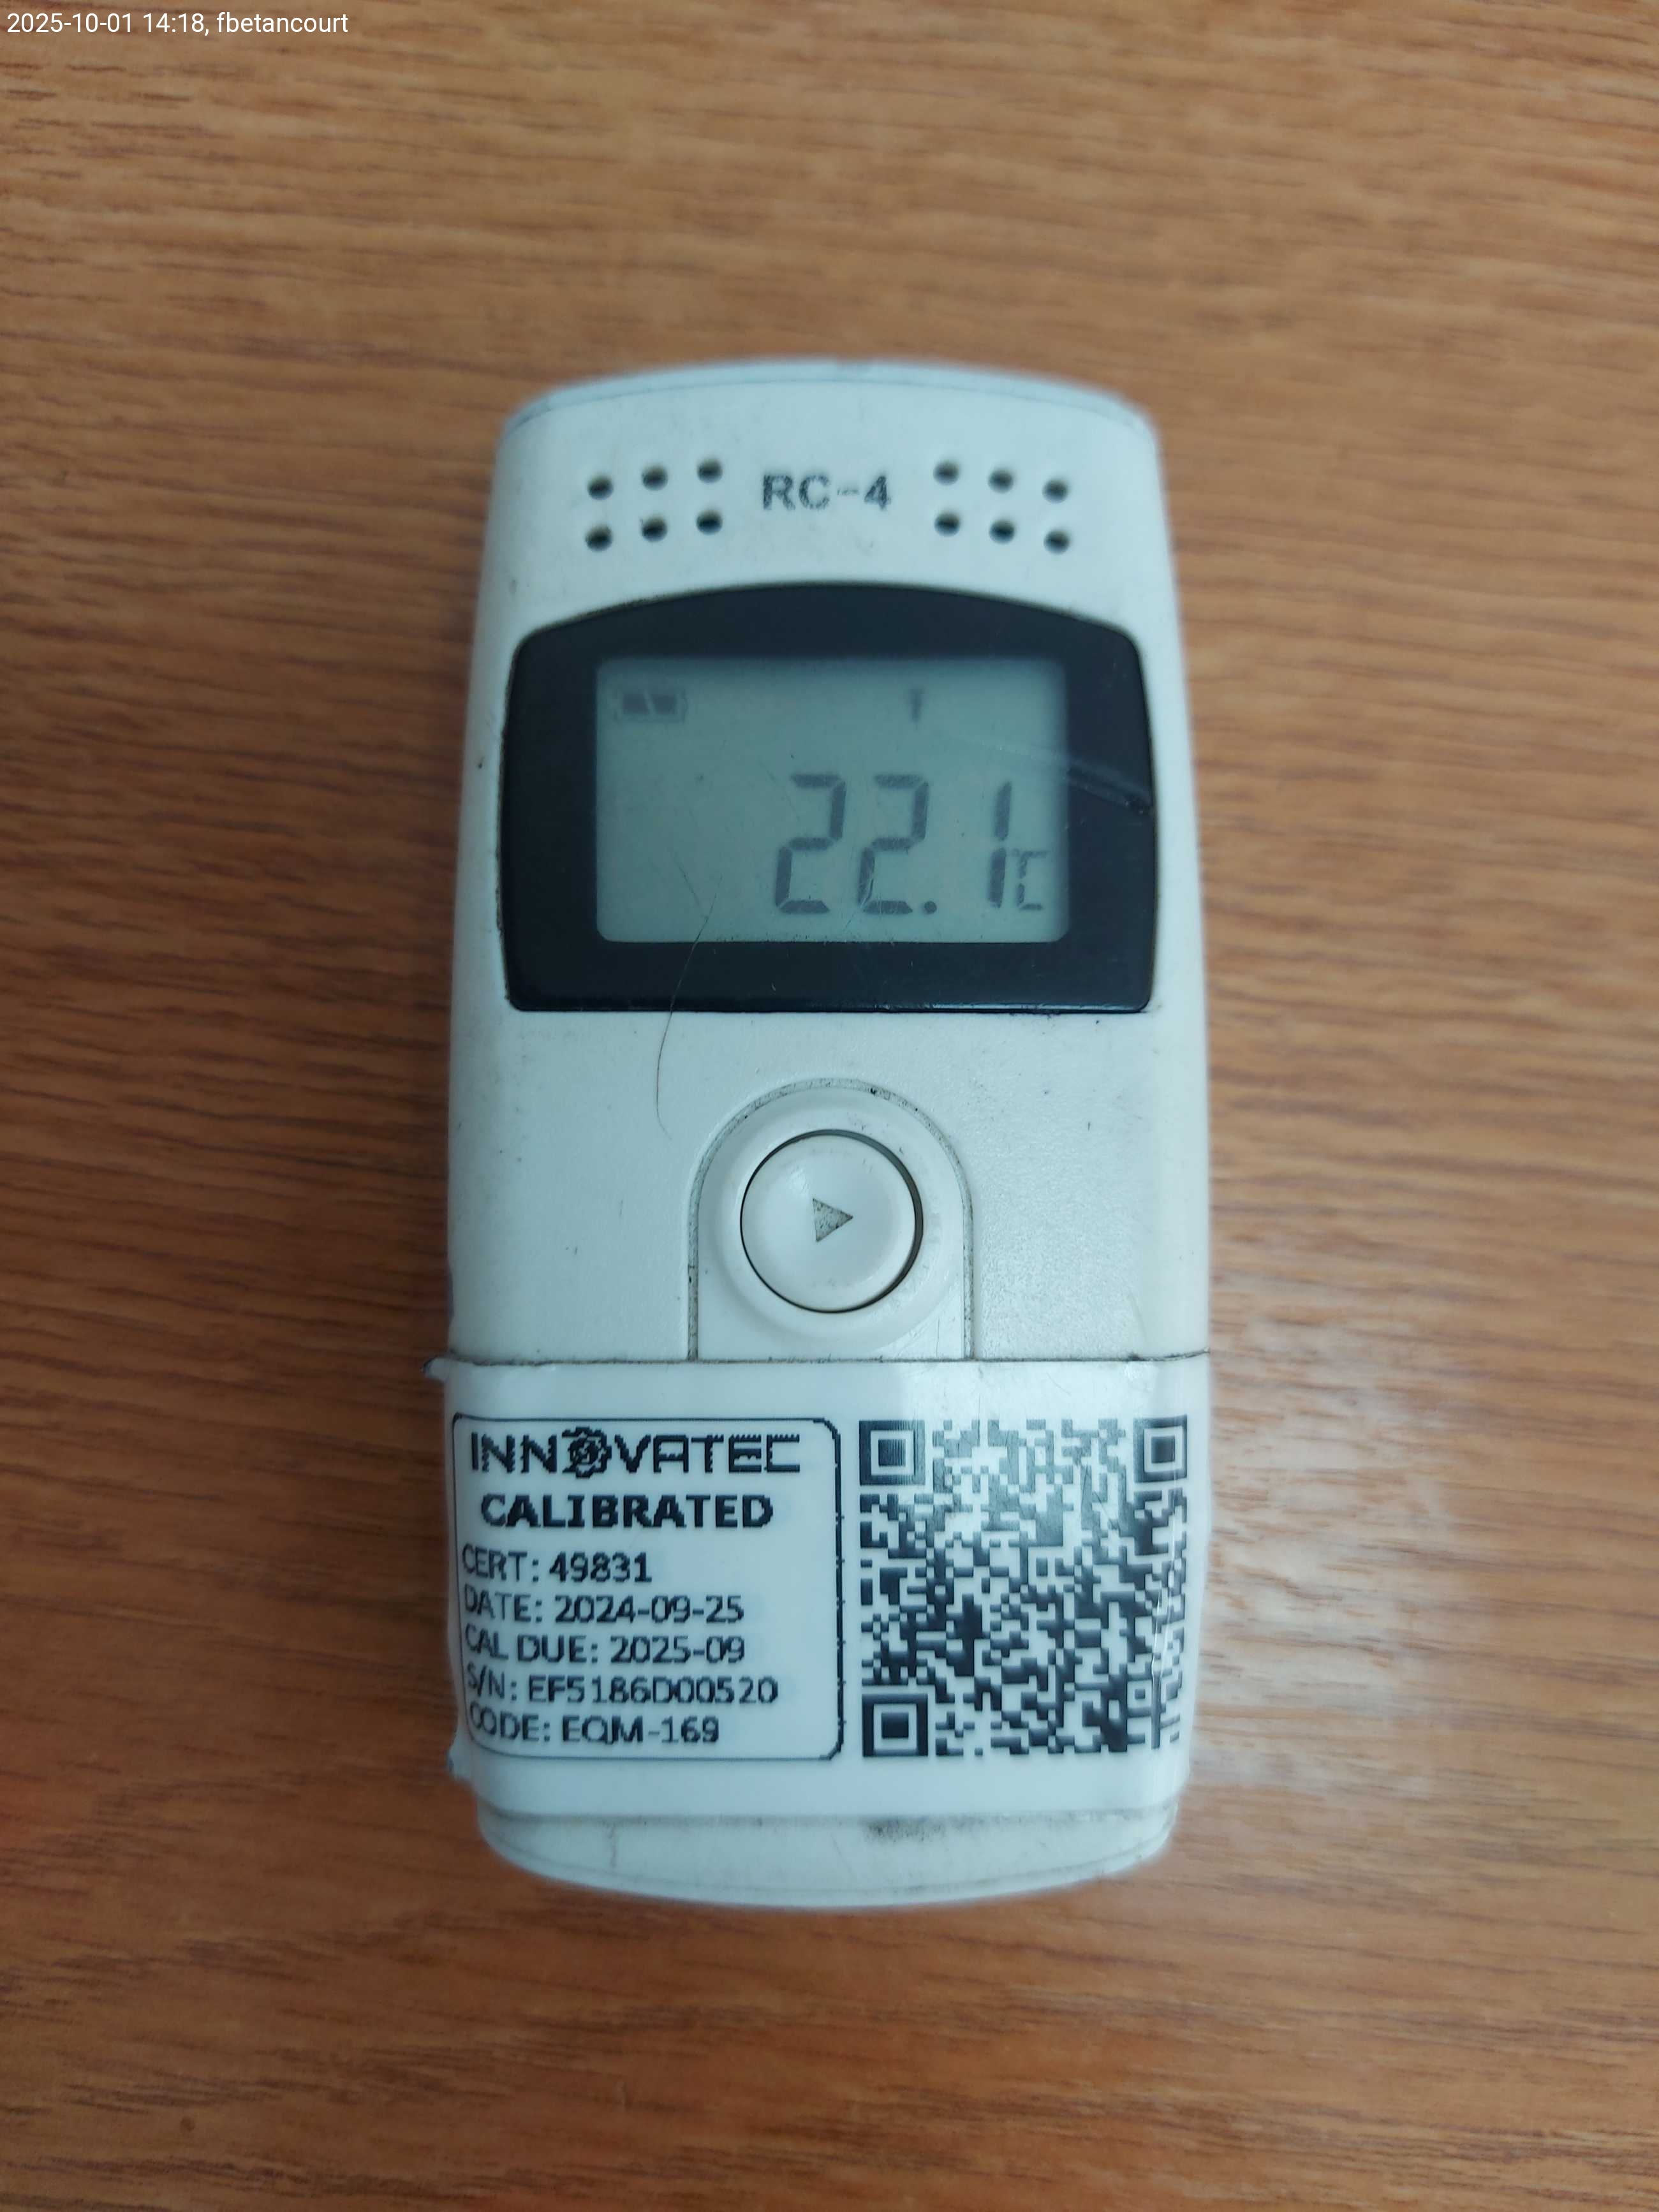 2025-10-01 14:18, fbetancourt
RC-4
22.1°C
INNOVATEC
CALIBRATED
CERT: 49831
DATE: 2024-09-25
CAL DUE: 2025-09
S/N: EF5186D00520
CODE: EQM-169